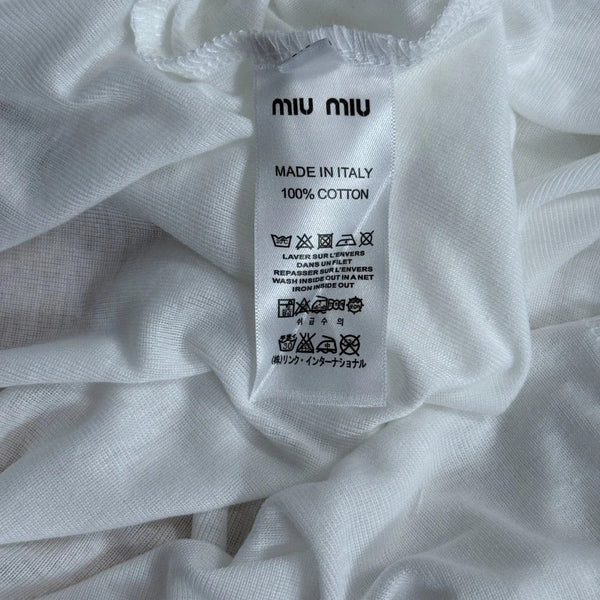 miu miu
MADE IN ITALY
100% COTTON
LAVER SUR L'ENVERS
DANS UN FILET
REPASSER SUR L'ENVERS
WASH INSIDE OUT IN A NET
IRON INSIDE OUT
취급수의
(株)リンク・インターナショナル